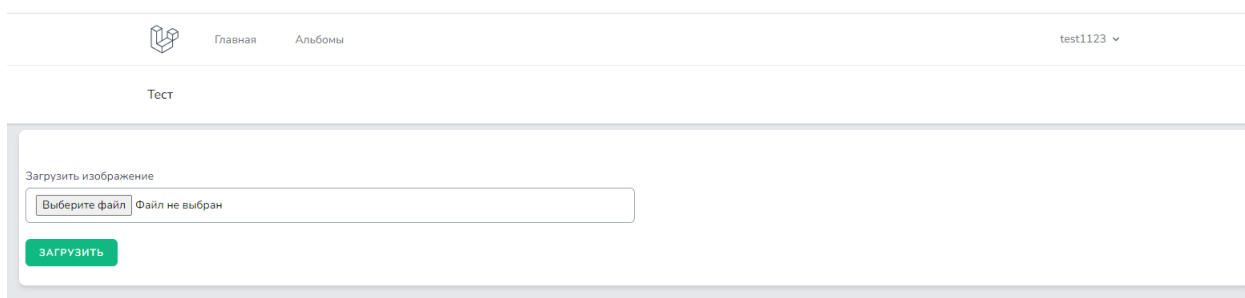 Главная Альбомы test1123
Тест
Загрузить изображение
Выберите файл Файл не выбран
ЗАГРУЗИТЬ